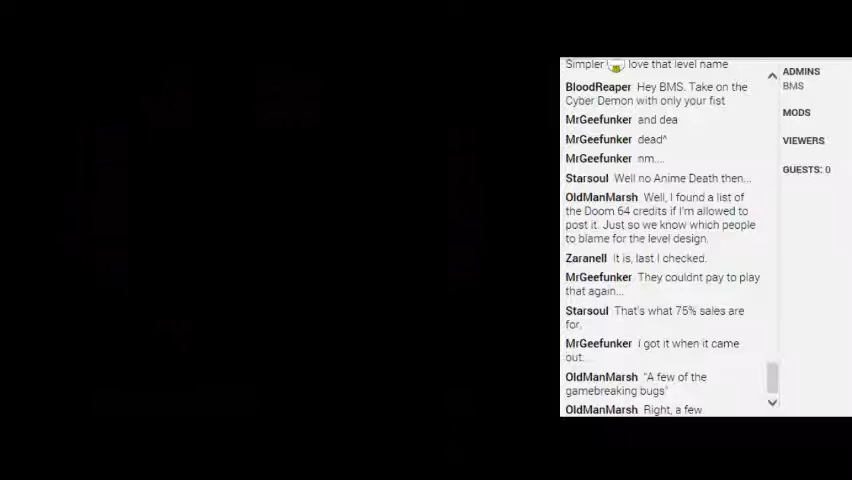 Simpler love that level name
BloodReaper Hey BMS. Take on the
Cyber Demon with only your fist
MrGeefunker and dea
MrGeefunker dead^
MrGeefunker nm....
Starsoul Well no Anime Death then...
OldManMarsh Well, I found a list of
the Doom 64 credits if I'm allowed to
post it. Just so we know which people
to blame for the level design.
Zaranell It is, last I checked.
MrGeefunker They couldnt pay to play
that again...
Starsoul That's what 75% sales are
for.
MrGeefunker I got it when it came
out...
OldManMarsh "A few of the
gamebreaking bugs"
OldManMarsh Right, a few.
ADMINS
BMS
MODS
VIEWERS
GUESTS: 0